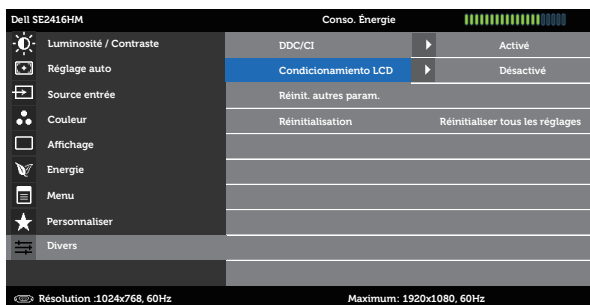 Dell SE2416HM Conso. Énergie
Luminosité / Contraste DDC/CI Activé
Réglage auto Condicionamiento LCD Désactivé
Source entrée Réinit. autres param.
Couleur Réinitialisation Réinitialiser tous les réglages
Affichage
Energie
Menu
Personnaliser
Divers
Résolution :1024x768, 60Hz Maximum: 1920x1080, 60Hz